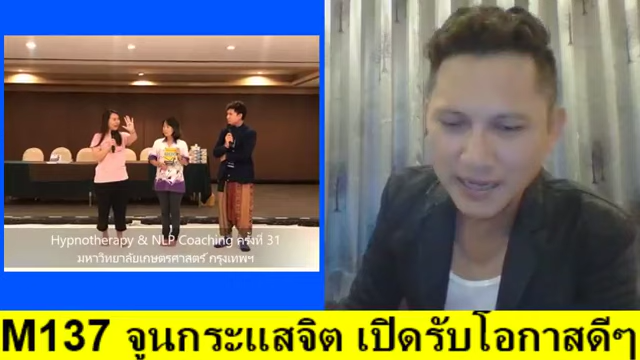 Hypnotherapy & NLP Coaching ครั้งที่ 31
มหาวิทยาลัยเกษตรศาสตร์ กรุงเทพฯ
M137 จูนกระแสจิต เปิดรับโอกาสดีๆ